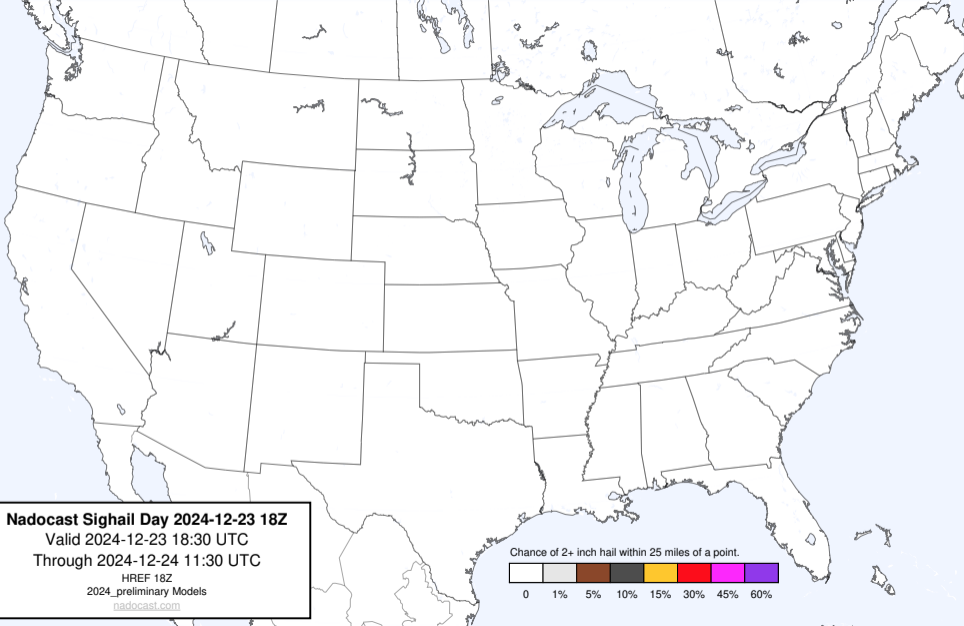 Nadocast Sighail Day 2024-12-23 18Z
Valid 2024-12-23 18:30 UTC
Through 2024-12-24 11:30 UTC
HREF 18Z
2024_preliminary Models
nadocast.com
Chance of 2+ inch hail within 25 miles of a point.
0 1% 5% 10% 15% 30% 45% 60%